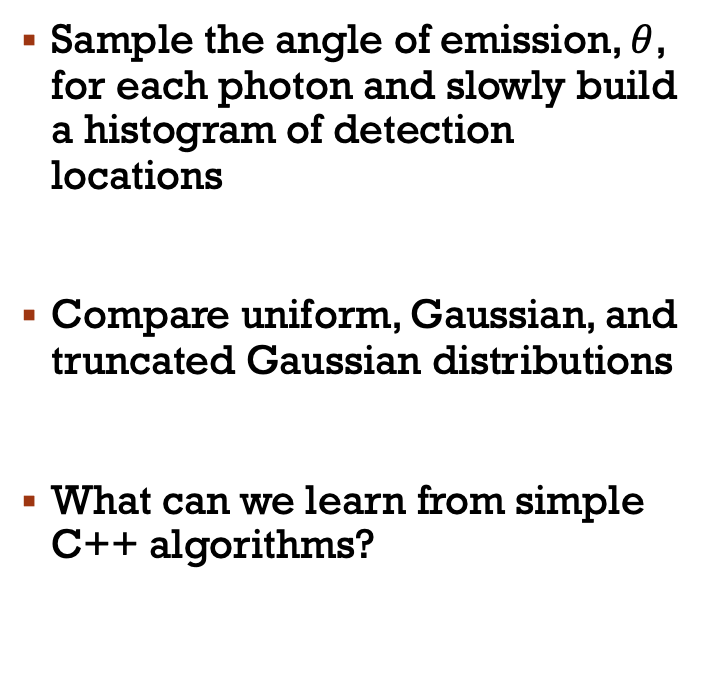 ▪ Sample the angle of emission, θ,
for each photon and slowly build
a histogram of detection
locations
▪ Compare uniform, Gaussian, and
truncated Gaussian distributions
▪ What can we learn from simple
C++ algorithms?